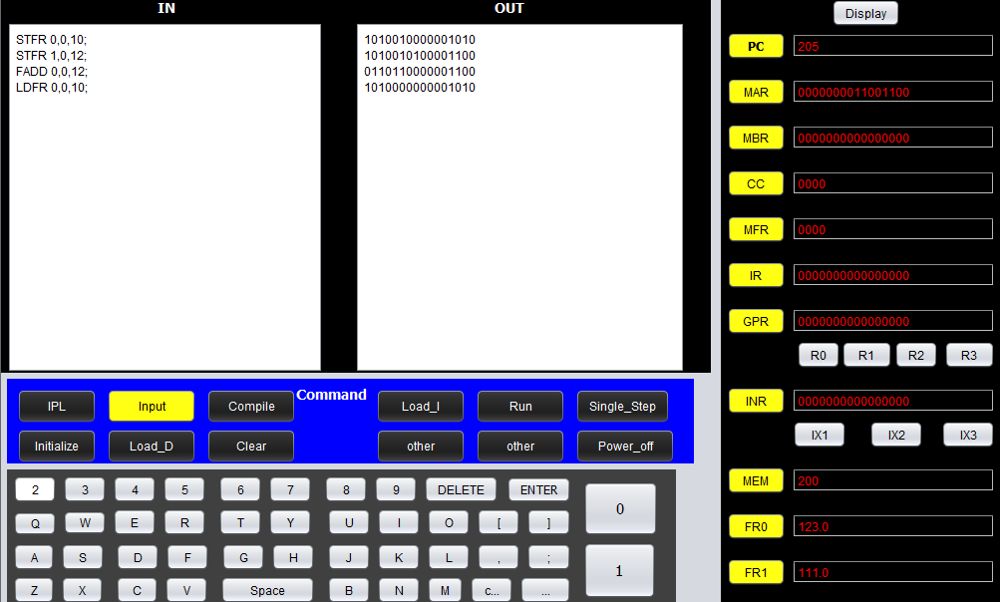 IN
STFR 0,0,10;
STFR 1,0,12;
FADD 0,0,12;
LDFR 0,0,10;
OUT
1010010000001010
1010010100001100
0110110000001100
1010000000001010
Command
IPL Input Compile Load_I Run Single_Step
Initialize Load_D Clear other other Power_off
2 3 4 5 6 7 8 9 DELETE ENTER 0
Q W E R T Y U I O [ ]
A S D F G H J K L , ; 1
Z X C V Space B N M c... ...
Display
PC 205
MAR 0000000011001100
MBR 0000000000000000
CC 0000
MFR 0000
IR 0000000000000000
GPR 0000000000000000
R0 R1 R2 R3
INR 0000000000000000
IX1 IX2 IX3
MEM 200
FR0 123.0
FR1 111.0